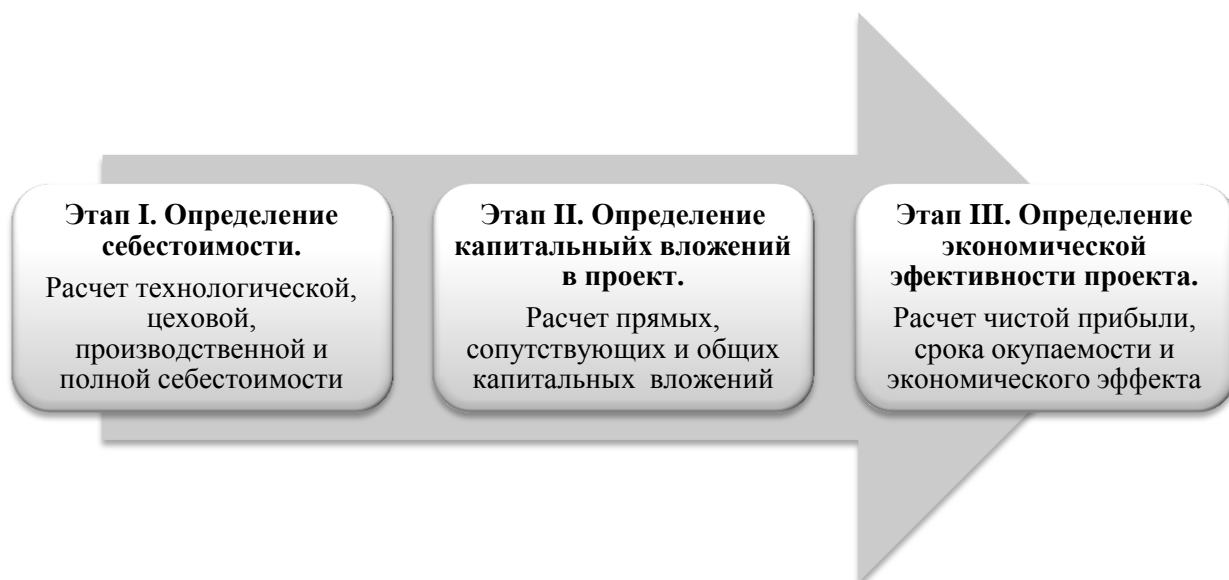 Этап I. Определение
себестоимости.
Расчет технологической,
цеховой,
производственной и
полной себестоимости
Этап II. Определение
капитальныйх вложений
в проект.
Расчет прямых,
сопутствующих и общих
капитальных вложений
Этап III. Определение
экономической
эфективности проекта.
Расчет чистой прибыли,
срока окупаемости и
экономического эффекта